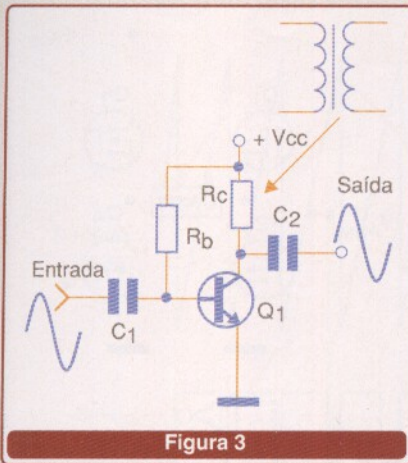 + Vcc
Rc
Saída
C2
Rb
Entrada
C1
Q1
Figura 3